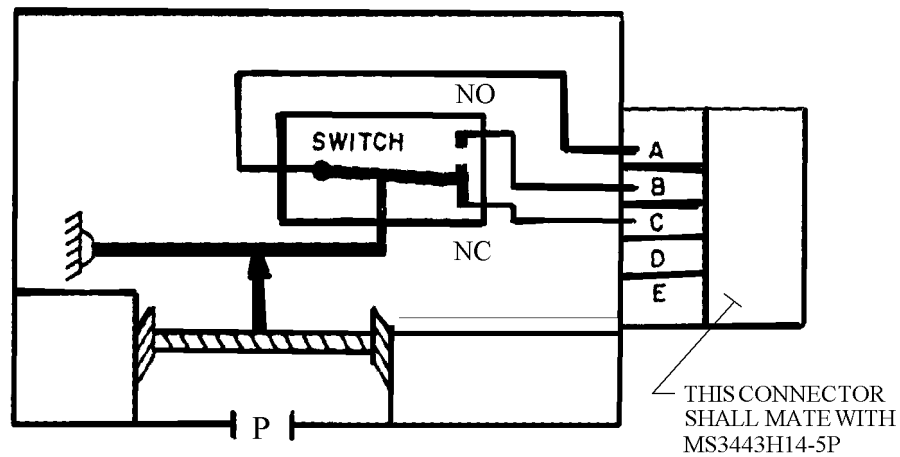 NO
SWITCH
A
B
C
NC
D
E
P
THIS CONNECTOR
SHALL MATE WITH
MS3443H14-5P